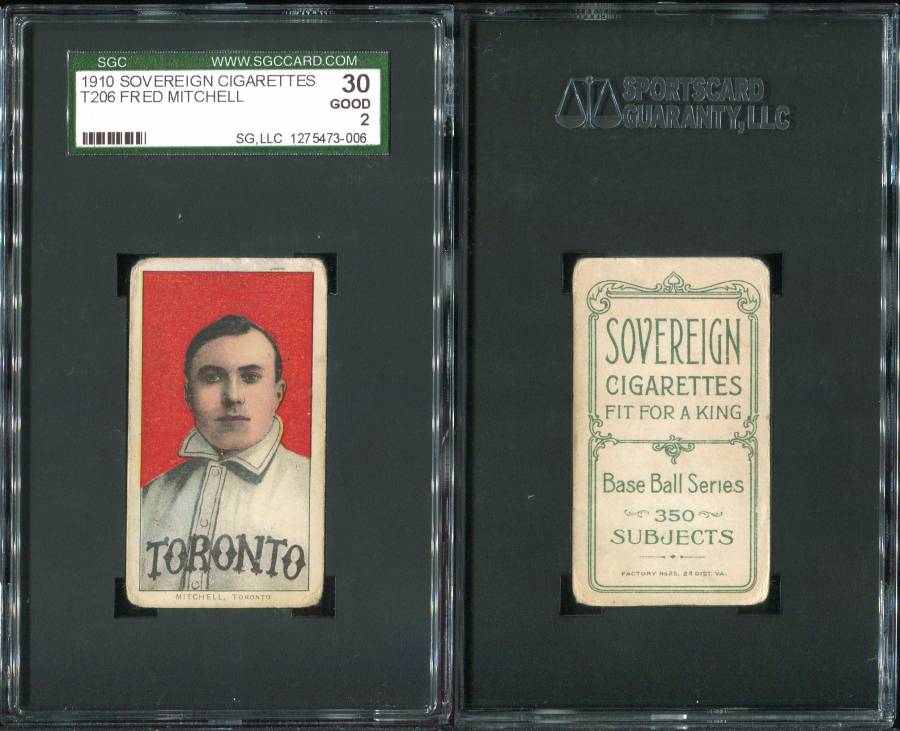 SGC WWW.SGCCARD.COM
1910 SOVEREIGN CIGARETTES 30
T206 FRED MITCHELL GOOD
2
SG,LLC 1275473-006
TORONTO
MITCHELL, TORONTO
SPORTSCARD
GUARANTY, LLC
SOVEREIGN
CIGARETTES
FIT FOR A KING
Base Ball Series
350
SUBJECTS
FACTORY No 25, 2d DIST. VA.